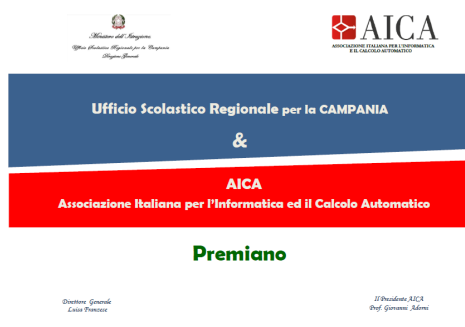 Ministero dell'Istruzione
Ufficio Scolastico Regionale per la Campania
Direzione Generale
AICA
ASSOCIAZIONE ITALIANA PER L'INFORMATICA
E IL CALCOLO AUTOMATICO
Ufficio Scolastico Regionale per la CAMPANIA
&
AICA
Associazione Italiana per l'Informatica ed il Calcolo Automatico
Premiano
Direttore Generale
Luisa Franzese
Il Presidente AICA
Prof. Giovanni Adorni